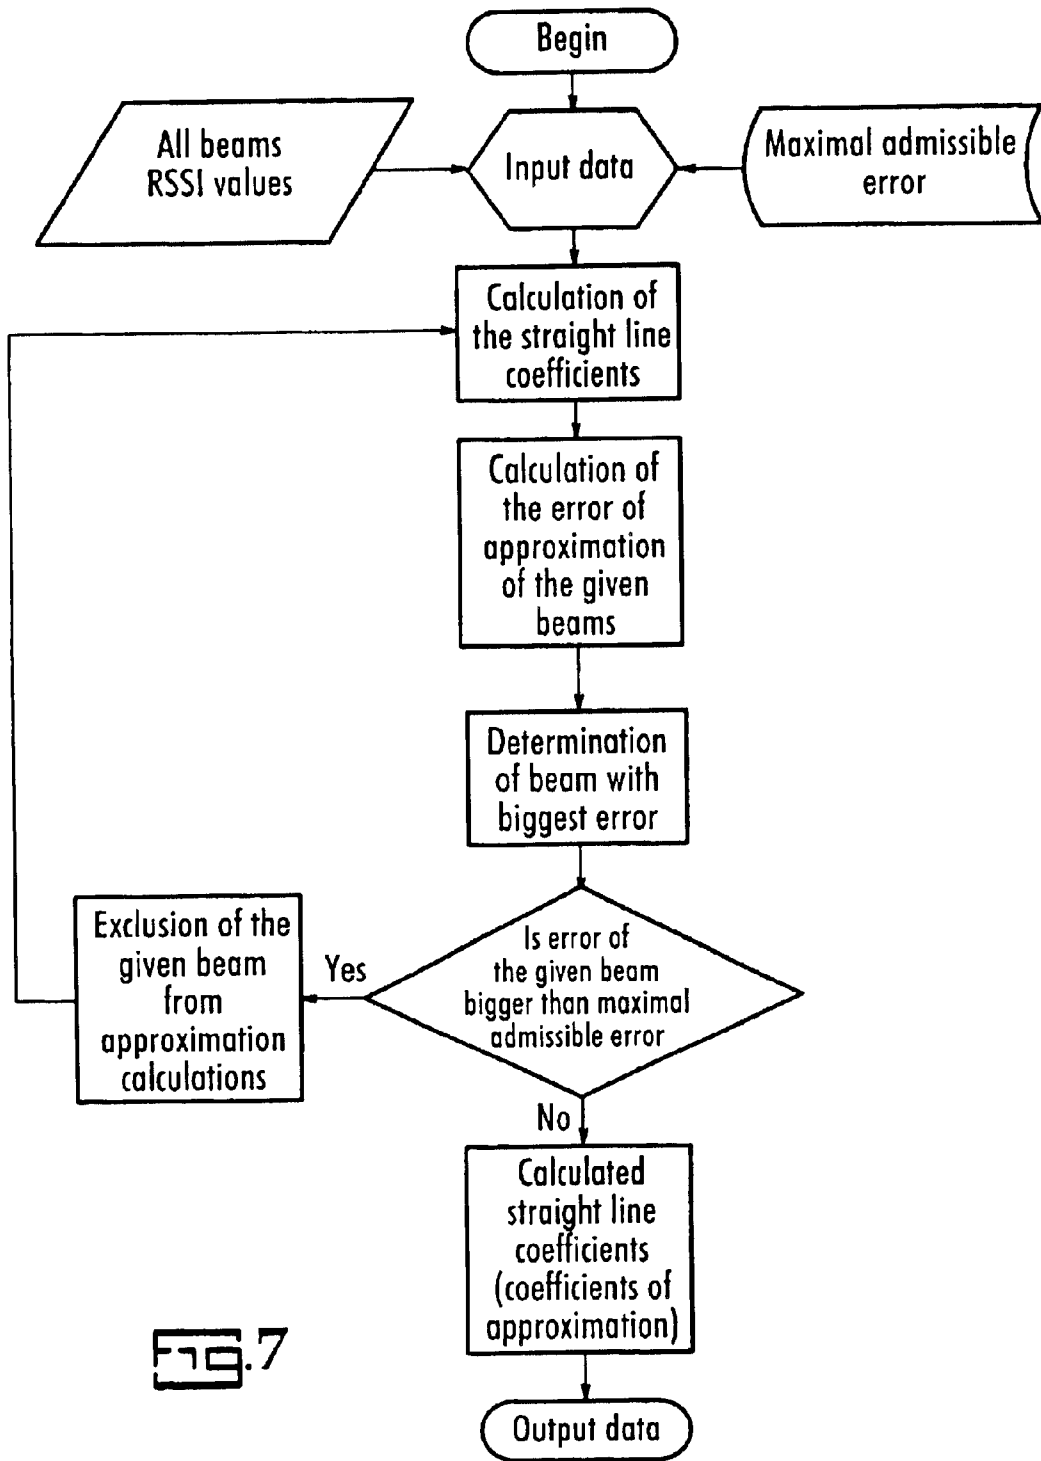 Begin
All beams
RSSI values
Input data
Maximal admissible
error
Calculation of
the straight line
coefficients
Calculation of
the error of
approximation
of the given
beams
Determination
of beam with
biggest error
Exclusion of the
given beam
from
approximation
calculations
Yes
Is error of
the given beam
bigger than maximal
admissible error
No
Calculated
straight line
coefficients
(coefficients of
approximation)
Output data
Fig.7